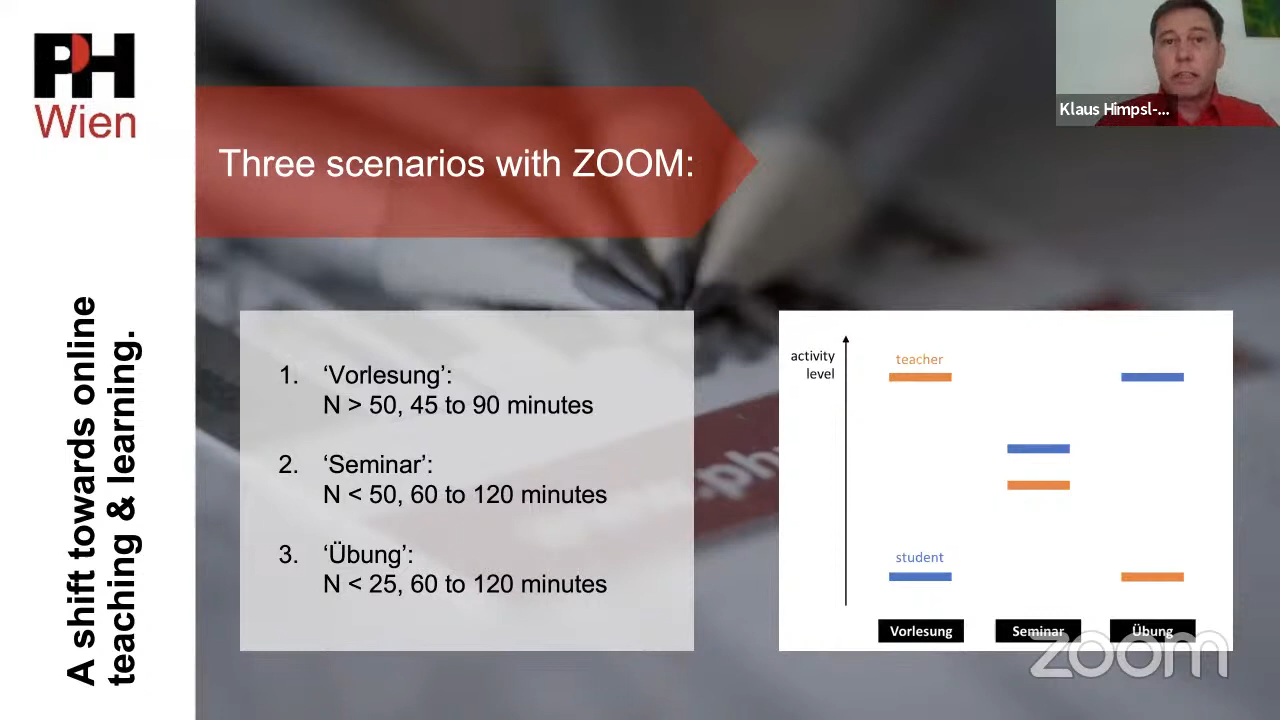 PH
Wien
A shift towards online
teaching & learning.
Three scenarios with ZOOM:
1. ‘Vorlesung’:
N > 50, 45 to 90 minutes
2. ‘Seminar’:
N < 50, 60 to 120 minutes
3. ‘Übung’:
N < 25, 60 to 120 minutes
Klaus Himpsl-...
activity
level
teacher
student
Vorlesung
Seminar
Übung
zoom